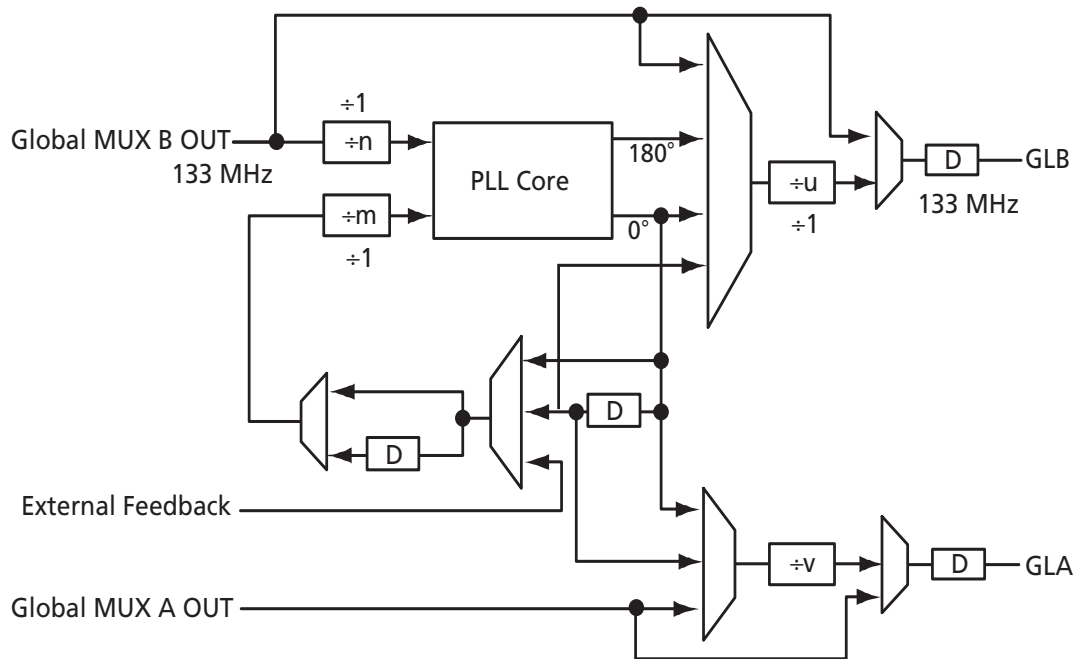 ÷1
Global MUX B OUT
÷n
133 MHz
PLL Core
180°
0°
÷m
÷1
÷u
÷1
D
GLB
133 MHz
D
D
External Feedback
÷v
D
GLA
Global MUX A OUT